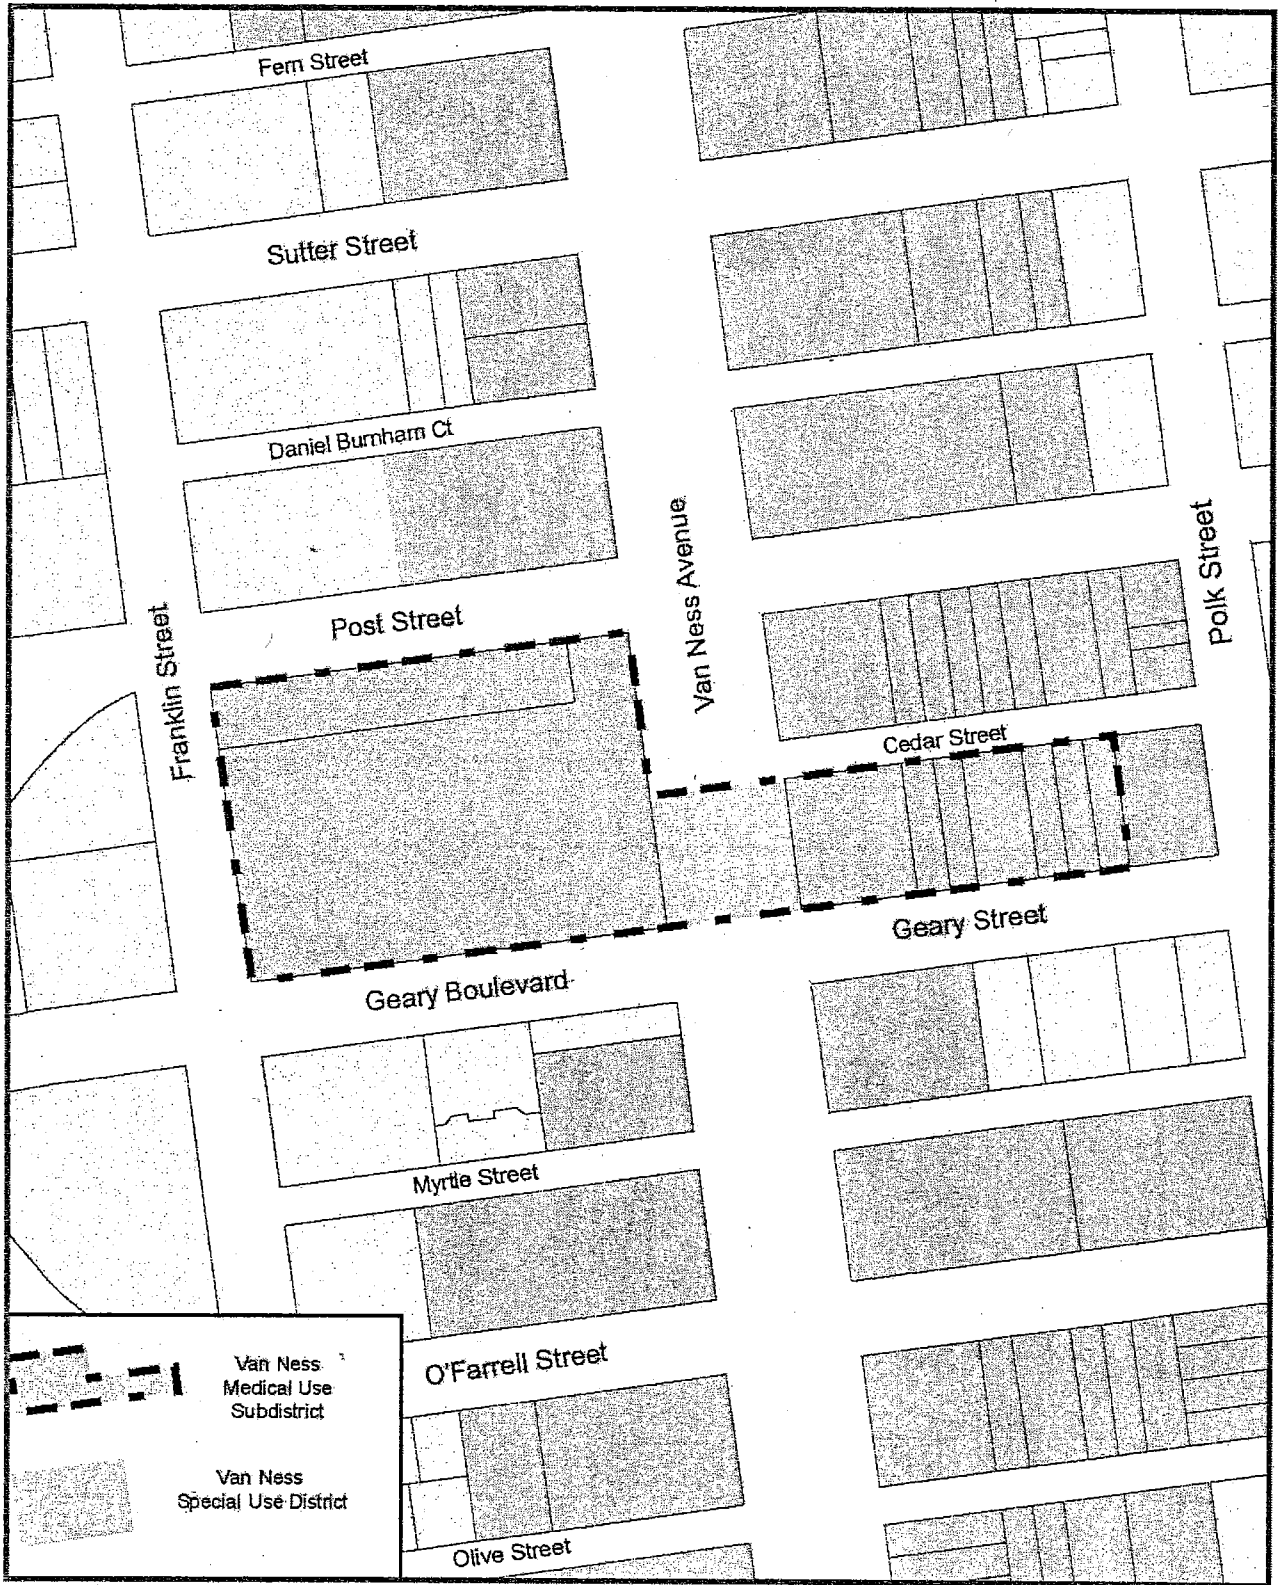 Fern Street
Sutter Street
Daniel Burnham Ct
Post Street
Franklin Street
Van Ness Avenue
Polk Street
Cedar Street
Geary Street
Geary Boulevard
Myrtle Street
O'Farrell Street
Olive Street
Van Ness
Medical Use
Subdistrict
Van Ness
Special Use District